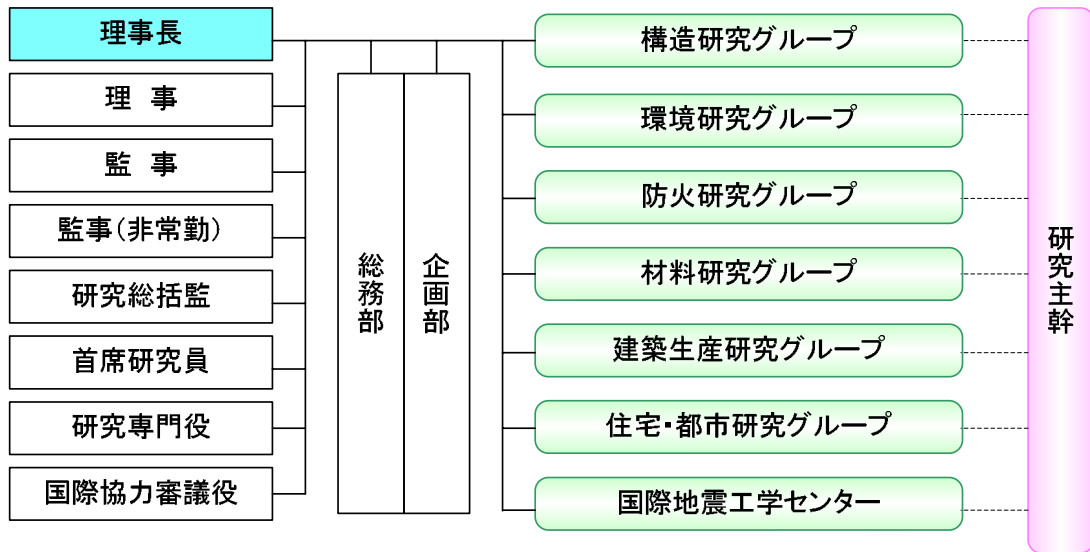 理事長
理 事
監 事
監事(非常勤)
研究総括監
首席研究員
研究専門役
国際協力審議役
総務部
企画部
構造研究グループ
環境研究グループ
防火研究グループ
材料研究グループ
建築生産研究グループ
住宅・都市研究グループ
国際地震工学センター
研究主幹